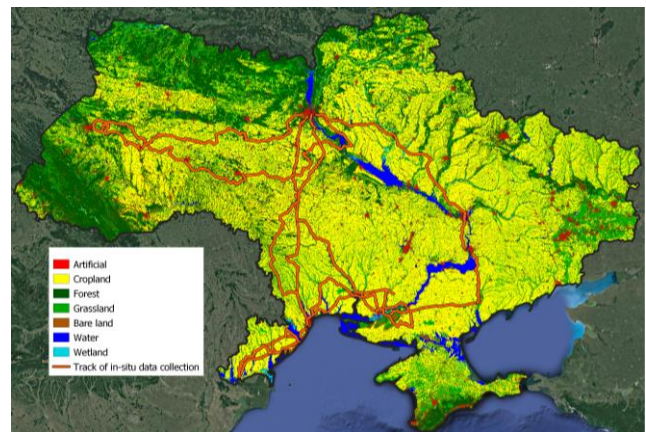 Artificial
Cropland
Forest
Grassland
Bare land
Water
Wetland
Track of in-situ data collection